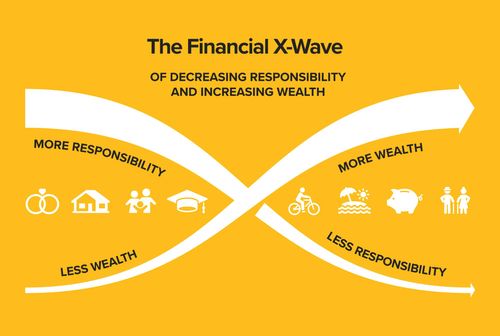 The Financial X-Wave
OF DECREASING RESPONSIBILITY
AND INCREASING WEALTH
MORE RESPONSIBILITY
MORE WEALTH
LESS WEALTH
LESS RESPONSIBILITY